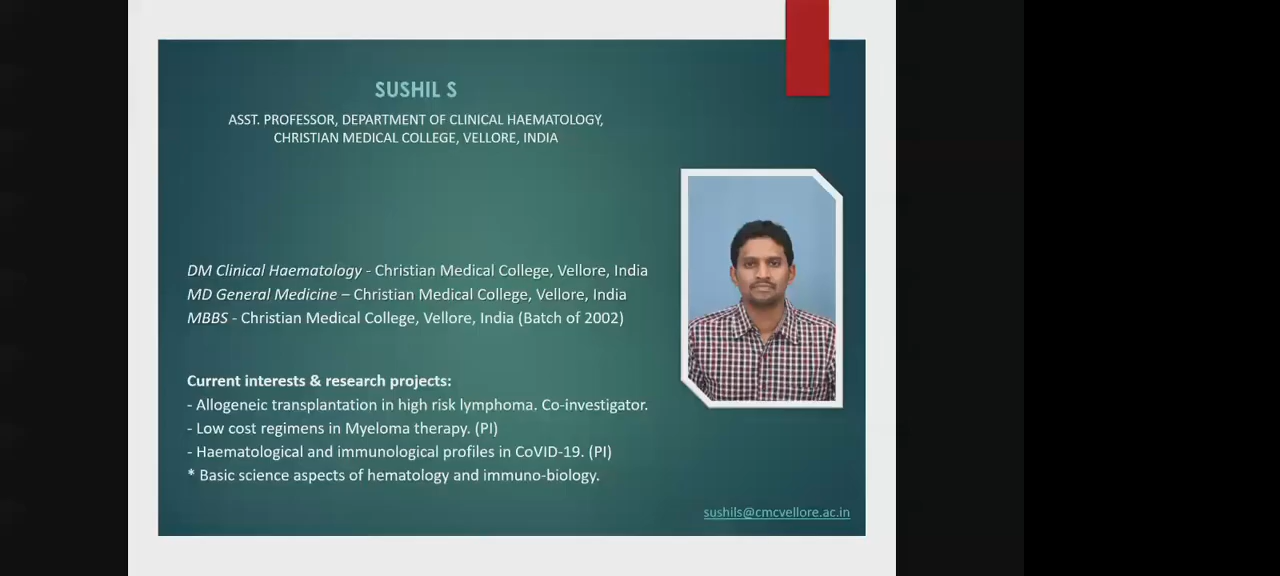 SUSHIL S
ASST. PROFESSOR, DEPARTMENT OF CLINICAL HAEMATOLOGY,
CHRISTIAN MEDICAL COLLEGE, VELLORE, INDIA
DM Clinical Haematology - Christian Medical College, Vellore, India
MD General Medicine – Christian Medical College, Vellore, India
MBBS - Christian Medical College, Vellore, India (Batch of 2002)
Current interests & research projects:
- Allogeneic transplantation in high risk lymphoma. Co-investigator.
- Low cost regimens in Myeloma therapy. (PI)
- Haematological and immunological profiles in CoVID-19. (PI)
* Basic science aspects of hematology and immuno-biology.
sushils@cmcvellore.ac.in